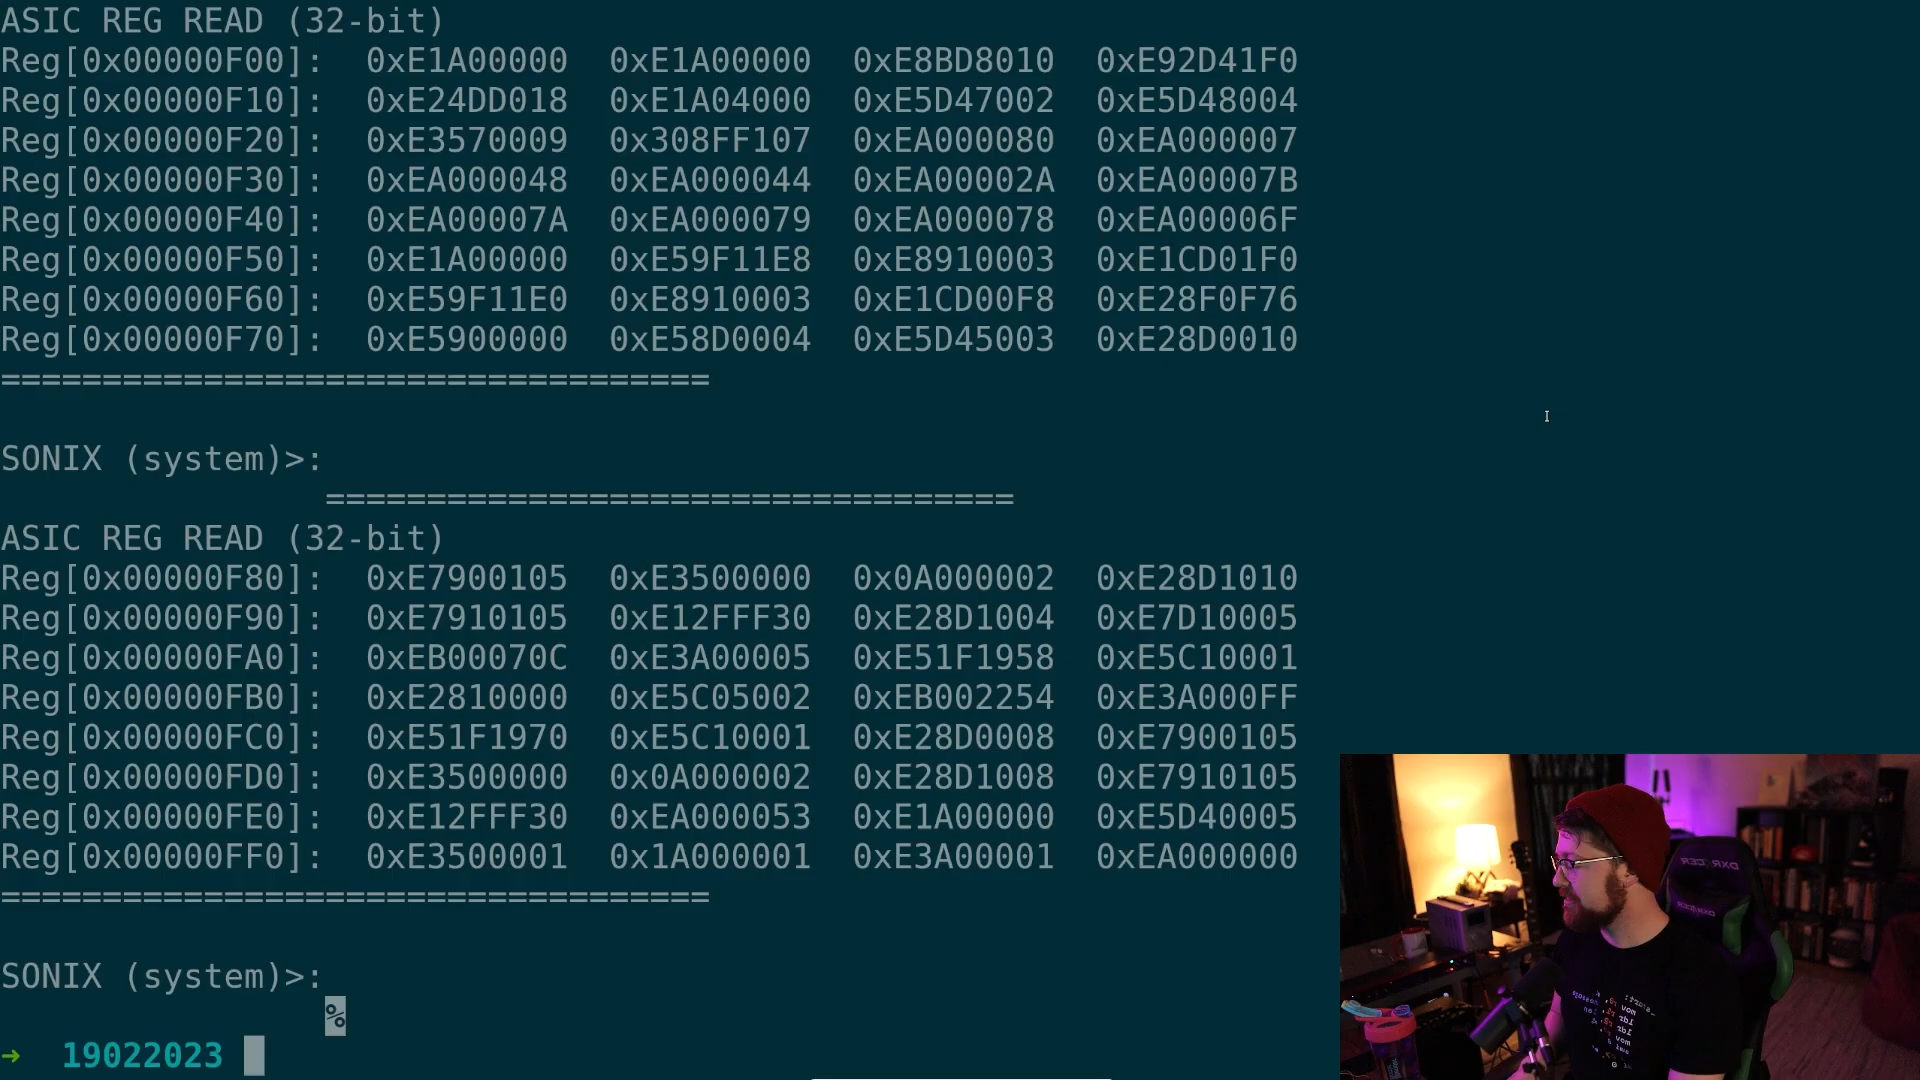 ASIC REG READ (32-bit)
Reg[0x00000F00]:  0xE1A00000  0xE1A00000  0xE8BD8010  0xE92D41F0
Reg[0x00000F10]:  0xE24DD018  0xE1A04000  0xE5D47002  0xE5D48004
Reg[0x00000F20]:  0xE3570009  0x308FF107  0xEA000080  0xEA000007
Reg[0x00000F30]:  0xEA000048  0xEA000044  0xEA00002A  0xEA00007B
Reg[0x00000F40]:  0xEA00007A  0xEA000079  0xEA000078  0xEA00006F
Reg[0x00000F50]:  0xE1A00000  0xE59F11E8  0xE8910003  0xE1CD01F0
Reg[0x00000F60]:  0xE59F11E0  0xE8910003  0xE1CD00F8  0xE28F0F76
Reg[0x00000F70]:  0xE5900000  0xE58D0004  0xE5D45003  0xE28D0010
===================================
SONIX (system)>:
==================================
ASIC REG READ (32-bit)
Reg[0x00000F80]:  0xE7900105  0xE3500000  0x0A000002  0xE28D1010
Reg[0x00000F90]:  0xE7910105  0xE12FFF30  0xE28D1004  0xE7D10005
Reg[0x00000FA0]:  0xEB00070C  0xE3A00005  0xE51F1958  0xE5C10001
Reg[0x00000FB0]:  0xE2810000  0xE5C05002  0xEB002254  0xE3A000FF
Reg[0x00000FC0]:  0xE51F1970  0xE5C10001  0xE28D0008  0xE7900105
Reg[0x00000FD0]:  0xE3500000  0x0A000002  0xE28D1008  0xE7910105
Reg[0x00000FE0]:  0xE12FFF30  0xEA000053  0xE1A00000  0xE5D40005
Reg[0x00000FF0]:  0xE3500001  0x1A000001  0xE3A00001  0xEA000000
===================================
SONIX (system)>:
%
→ 19022023